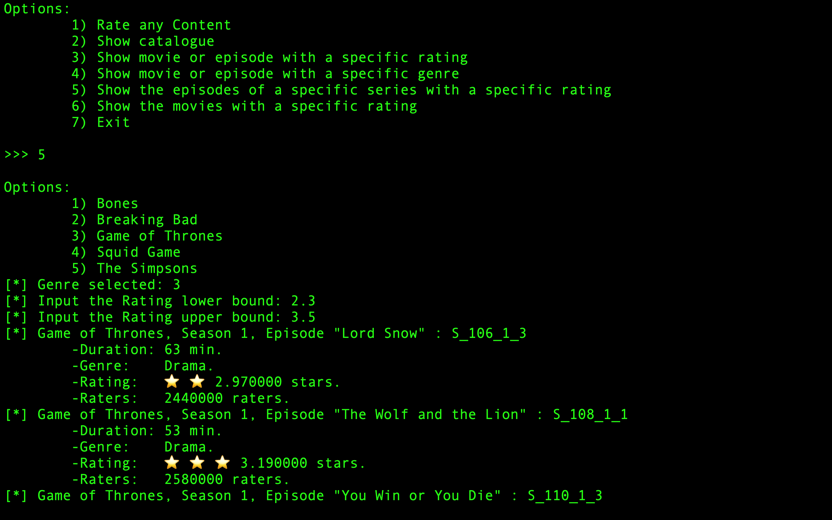 Options:
1) Rate any Content
2) Show catalogue
3) Show movie or episode with a specific rating
4) Show movie or episode with a specific genre
5) Show the episodes of a specific series with a specific rating
6) Show the movies with a specific rating
7) Exit
>>> 5
Options:
1) Bones
2) Breaking Bad
3) Game of Thrones
4) Squid Game
5) The Simpsons
[*] Genre selected: 3
[*] Input the Rating lower bound: 2.3
[*] Input the Rating upper bound: 3.5
[*] Game of Thrones, Season 1, Episode "Lord Snow" : S_106_1_3
-Duration: 63 min.
-Genre: Drama.
-Rating: ⭐ ⭐ 2.970000 stars.
-Raters: 2440000 raters.
[*] Game of Thrones, Season 1, Episode "The Wolf and the Lion" : S_108_1_1
-Duration: 53 min.
-Genre: Drama.
-Rating: ⭐ ⭐ ⭐ 3.190000 stars.
-Raters: 2580000 raters.
[*] Game of Thrones, Season 1, Episode "You Win or You Die" : S_110_1_3